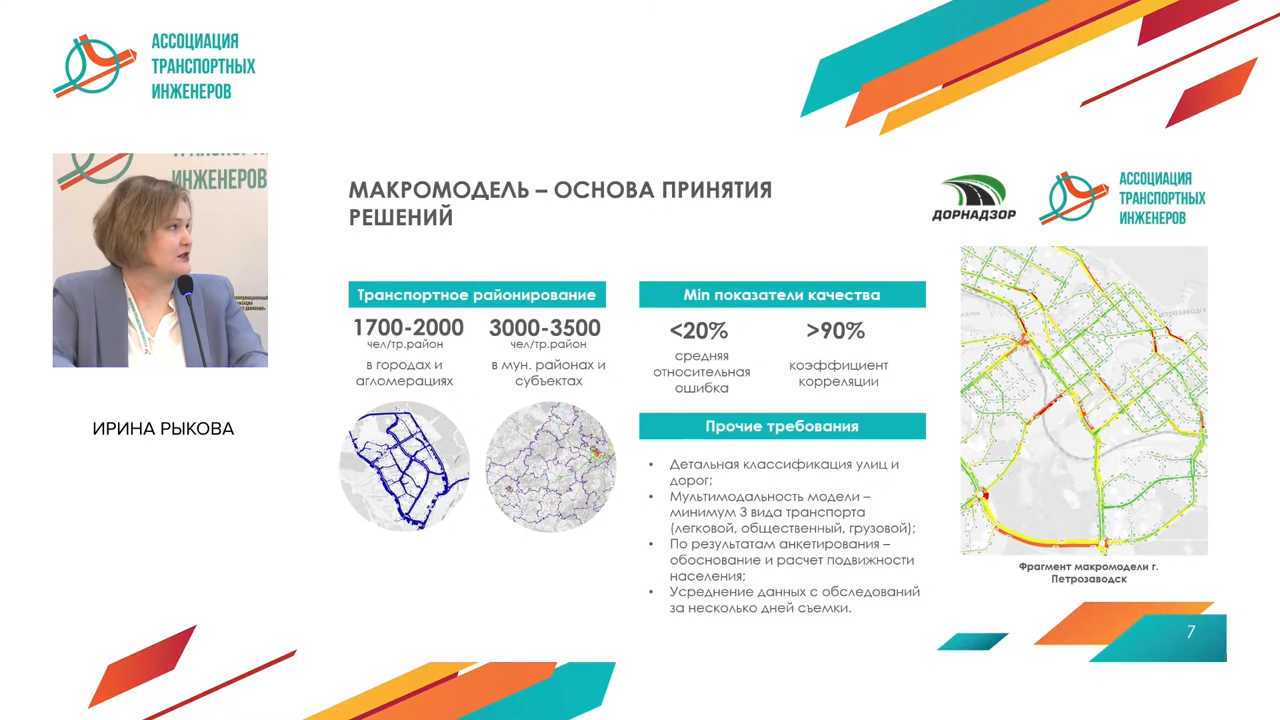 АССОЦИАЦИЯ
ТРАНСПОРТНЫХ
ИНЖЕНЕРОВ
ИНЖЕНЕРОВ
ИРИНА РЫКОВА
МАКРОМОДЕЛЬ – ОСНОВА ПРИНЯТИЯ
РЕШЕНИЙ
ДОРНАДЗОР
АССОЦИАЦИЯ
ТРАНСПОРТНЫХ
ИНЖЕНЕРОВ
Транспортное районирование
1700-2000
чел/тр.район
в городах и
агломерациях
3000-3500
чел/тр.район
в мун. районах и
субъектах
Min показатели качества
<20%
средняя
относительная
ошибка
>90%
коэффициент
корреляции
Прочие требования
• Детальная классификация улиц и
дорог;
• Мультимодальность модели –
минимум 3 вида транспорта
(легковой, общественный, грузовой);
• По результатам анкетирования –
обоснование и расчет подвижности
населения;
• Усреднение данных с обследований
за несколько дней съемки.
Фрагмент макромодели г.
Петрозаводск
7